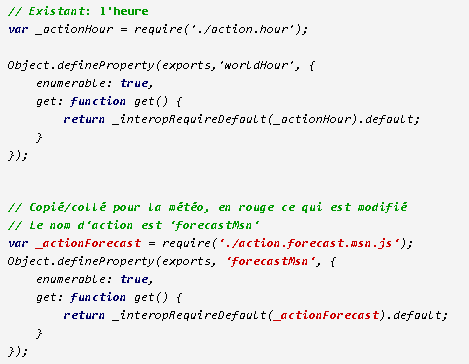 // Existant: l'heure
var _actionHour = require('./action.hour');
Object.defineProperty(exports,'worldHour', {
enumerable: true,
get: function get() {
return _interopRequireDefault(_actionHour).default;
}
});
// Copié/collé pour la météo, en rouge ce qui est modifié
// Le nom d'action est 'forecastMsn'
var _actionForecast = require('./action.forecast.msn.js');
Object.defineProperty(exports, 'forecastMsn', {
enumerable: true,
get: function get() {
return _interopRequireDefault(_actionForecast).default;
}
});